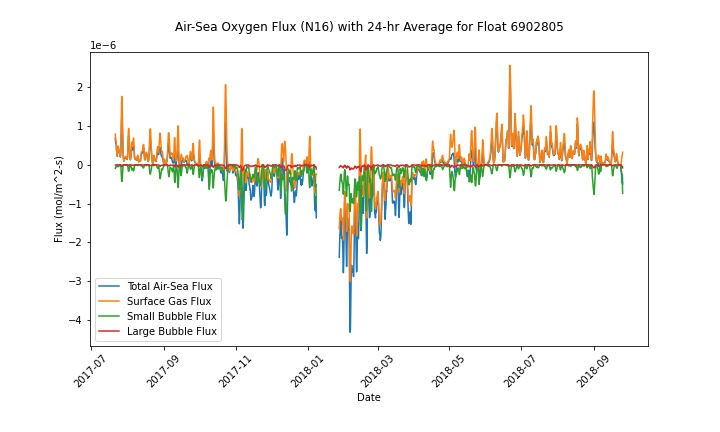 Air-Sea Oxygen Flux (N16) with 24-hr Average for Float 6902805
1e−6
2
1
0
−1
−2
−3
−4
Flux (mol/m^2-s)
Total Air-Sea Flux
Surface Gas Flux
Small Bubble Flux
Large Bubble Flux
2017-07
2017-09
2017-11
2018-01
2018-03
2018-05
2018-07
2018-09
Date